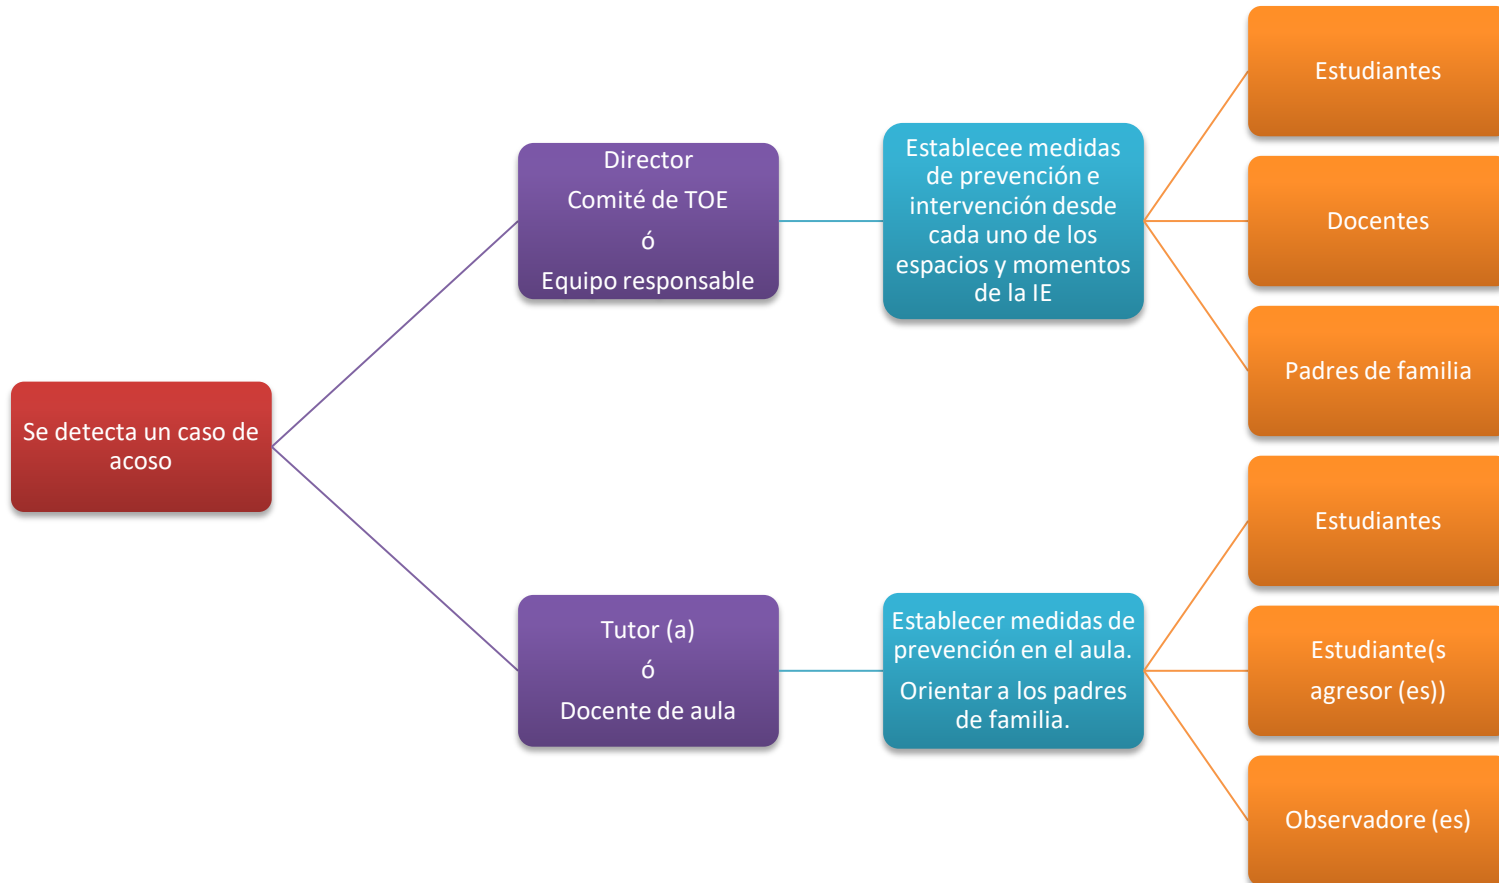 Se detecta un caso de
acoso
Director
Comité de TOE
ó
Equipo responsable
Establecee medidas
de prevención e
intervención desde
cada uno de los
espacios y momentos
de la IE
Estudiantes
Docentes
Padres de familia
Tutor (a)
ó
Docente de aula
Establecer medidas de
prevención en el aula.
Orientar a los padres
de familia.
Estudiantes
Estudiante(s
agresor (es))
Observadore (es)